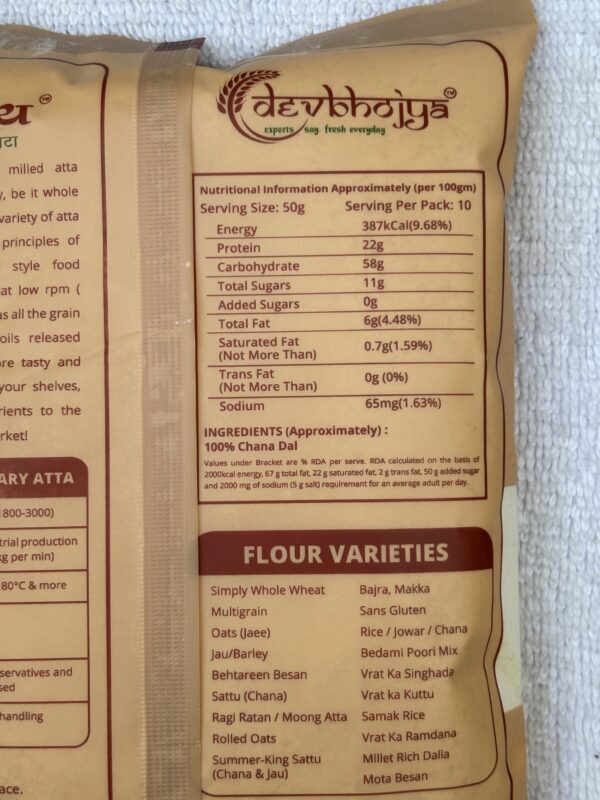 य™
टा
milled atta
y, be it whole
variety of atta
principles of
style food
at low rpm (
as all the grain
oils released
ore tasty and
your shelves,
rients to the
rket!
ARY ATTA
1800-3000)
trial production
kg per min)
80°C & more
servatives and
sed
handling
ace.
devbhojya™
experts say fresh everyday
Nutritional Information Approximately (per 100gm)
Serving Size: 50g Serving Per Pack: 10
Energy 387kCal(9.68%)
Protein 22g
Carbohydrate 58g
Total Sugars 11g
Added Sugars 0g
Total Fat 6g(4.48%)
Saturated Fat
(Not More Than) 0.7g(1.59%)
Trans Fat
(Not More Than) 0g (0%)
Sodium 65mg(1.63%)
INGREDIENTS (Approximately) :
100% Chana Dal
Values under Bracket are % RDA per serve. RDA calculated on the basis of
2000kcal energy, 67 g total fat, 22 g saturated fat, 2 g trans fat, 50 g added sugar
and 2000 mg of sodium (5 g salt) requirement for an average adult per day.
FLOUR VARIETIES
Simply Whole Wheat Bajra, Makka
Multigrain Sans Gluten
Oats (Jaee) Rice / Jowar / Chana
Jau/Barley Bedami Poori Mix
Behtareen Besan Vrat Ka Singhada
Sattu (Chana) Vrat ka Kuttu
Ragi Ratan / Moong Atta Samak Rice
Rolled Oats Vrat Ka Ramdana
Summer-King Sattu Millet Rich Dalia
(Chana & Jau) Mota Besan